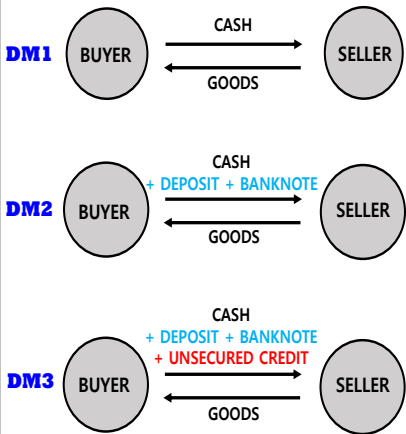 CASH
DM1 BUYER SELLER
GOODS
CASH
+ DEPOSIT + BANKNOTE
DM2 BUYER SELLER
GOODS
CASH
+ DEPOSIT + BANKNOTE
+ UNSECURED CREDIT
DM3 BUYER SELLER
GOODS